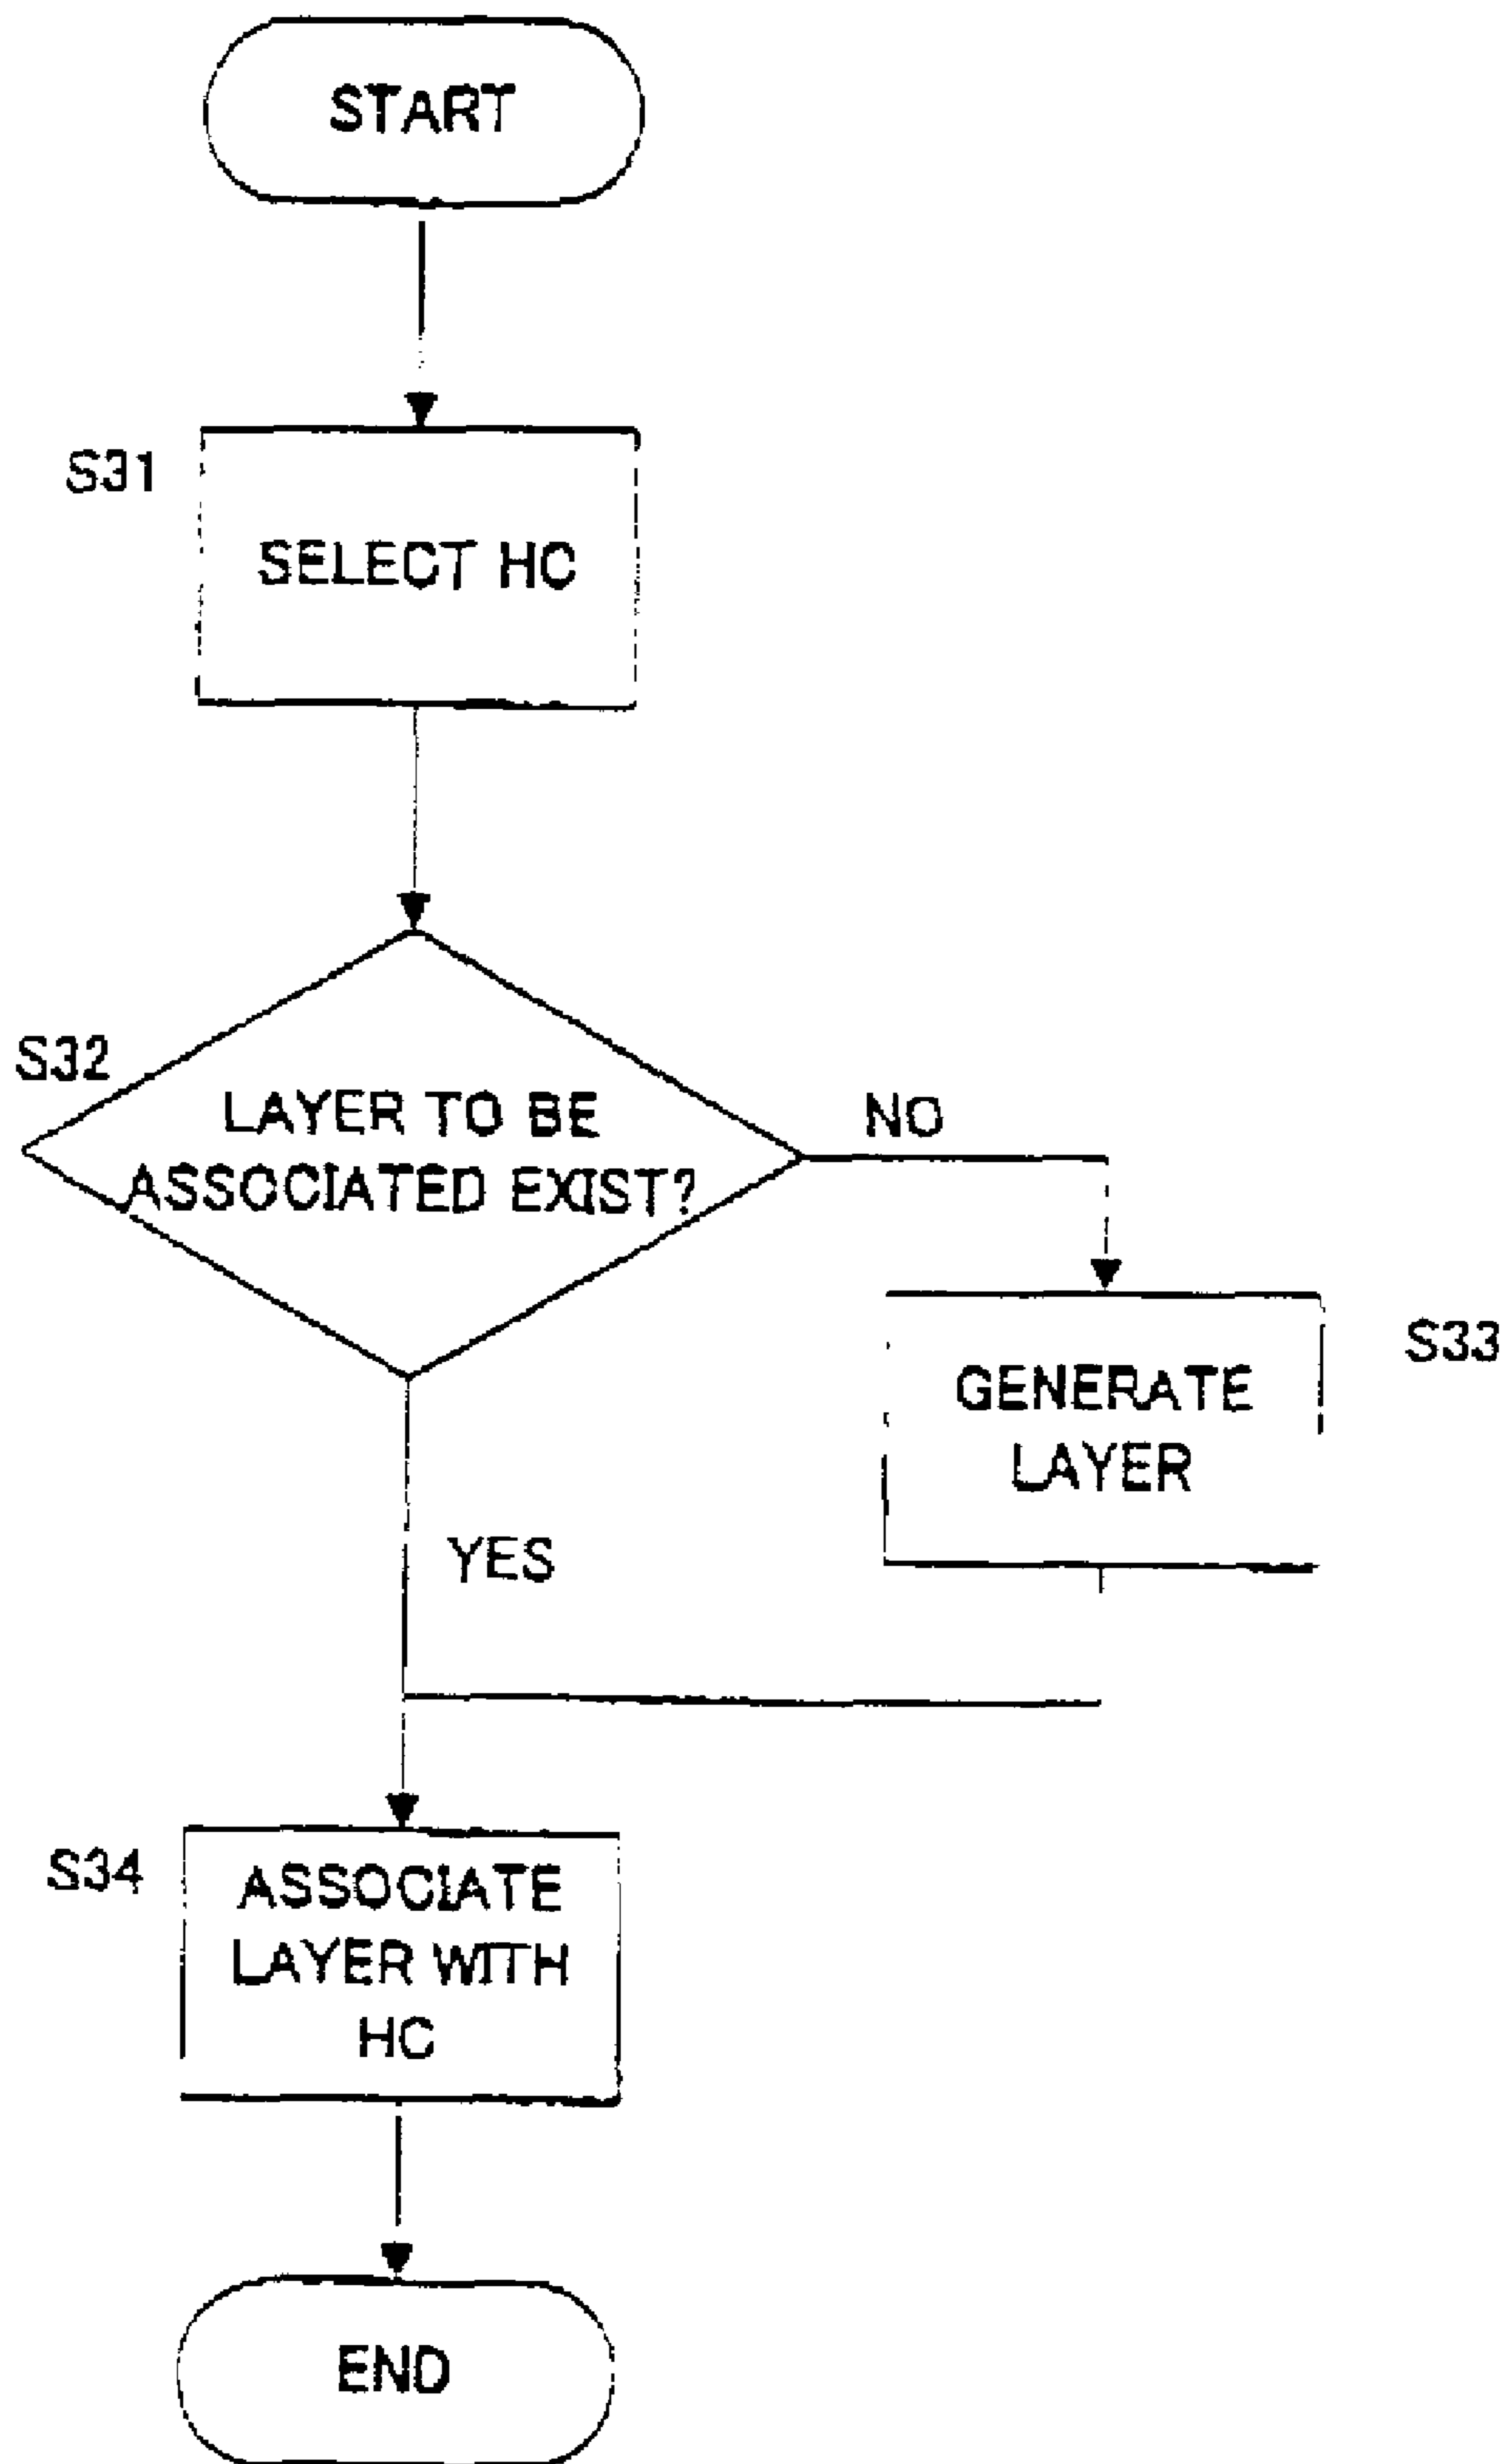 START
S31
SELECT HC
S32
LAYER TO BE
ASSOCIATED EXIST?
NO
S33
GENERATE
LAYER
YES
S34
ASSOCIATE
LAYER WITH
HC
END